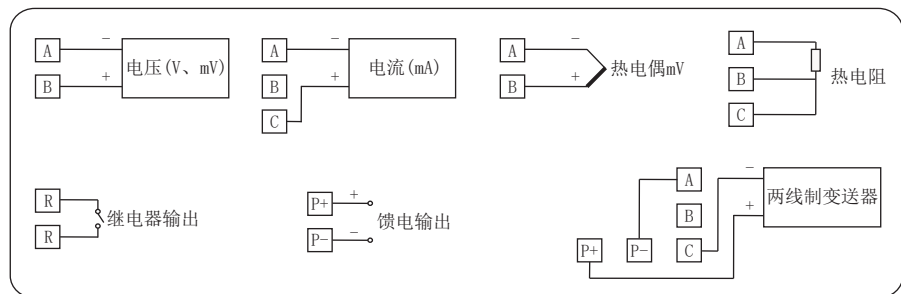 A − 电压(V、mV)
B +
A − 电流(mA)
B +
C
A − 热电偶mV
B +
A
B 热电阻
C
R 继电器输出
R
P+ + 馈电输出
P− −
A − 两线制变送器
B +
P+ P− C